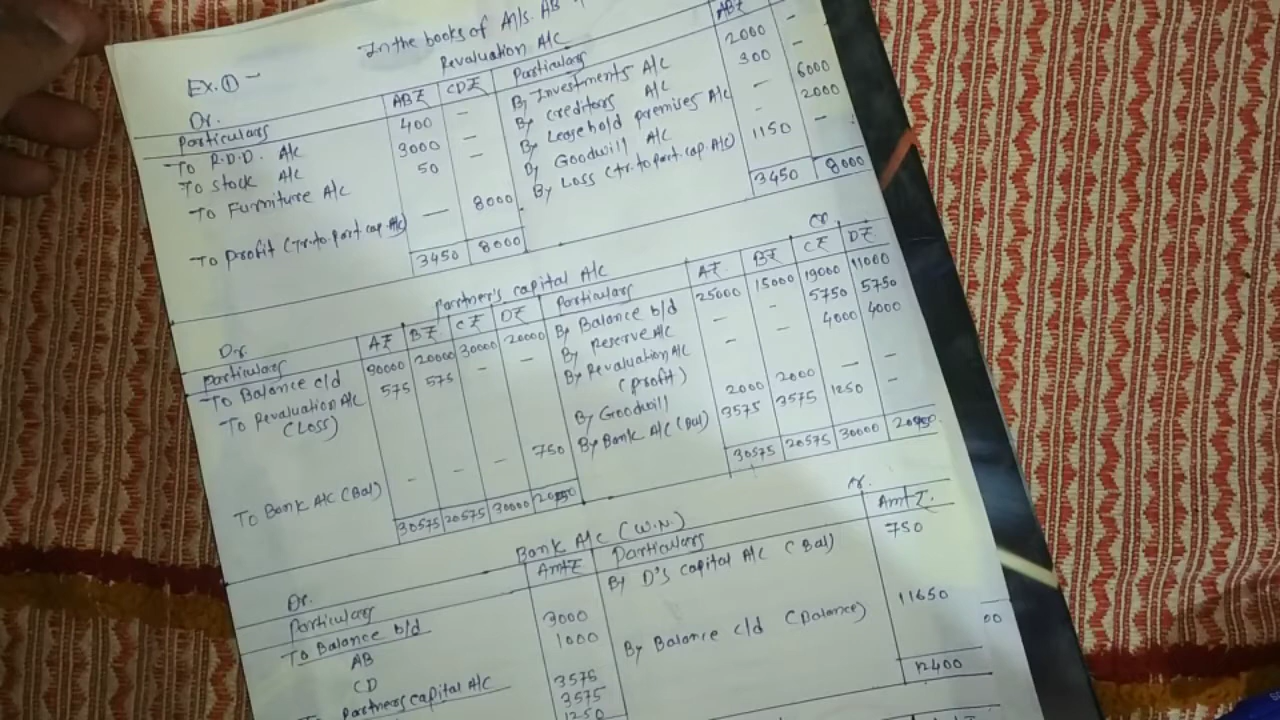 In the books of M/s. AB
Ex.① - Revaluation A/c
Dr.
Particulars AB₹ CD₹ Particulars AB₹
To R.D.D. A/c 400 - By Investments A/c 2000 -
To Stock A/c 3000 - By Creditors A/c 300 -
To Furniture A/c 50 - By Leasehold premises A/c - 6000
By Goodwill A/c - 2000
To Profit (Tr. to Part cap. A/c) - 8000 By Loss (tr. to part. cap. A/c) 1150 -
3450 8000 3450 8000
Partner's capital A/c
Dr. Cr
Particulars A₹ B₹ C₹ D₹ Particulars A₹ B₹ C₹ D₹
To Balance c/d 30000 20000 30000 20000 By Balance b/d 25000 15000 19000 11000
To Revaluation A/c 575 575 - - By Reserve A/c - - 5750 5750
(Loss) By Revaluation A/c - - 4000 4000
(profit)
By Goodwill 2000 2000 - -
To Bank A/c (Bal) - - - 750 By Bank A/c (Bal) 3575 3575 1250 -
30575 20575 30000 30575 20575 30000
Bank A/c (W.N.)
Dr. Cr.
Particulars Amt₹ Particulars Amt₹.
To Balance b/d By D's capital A/c (Bal) 750
AB 3000
CD 1000 By Balance c/d (Balance) 11650
Partners capital A/c 3575
3575
1250 12400
00